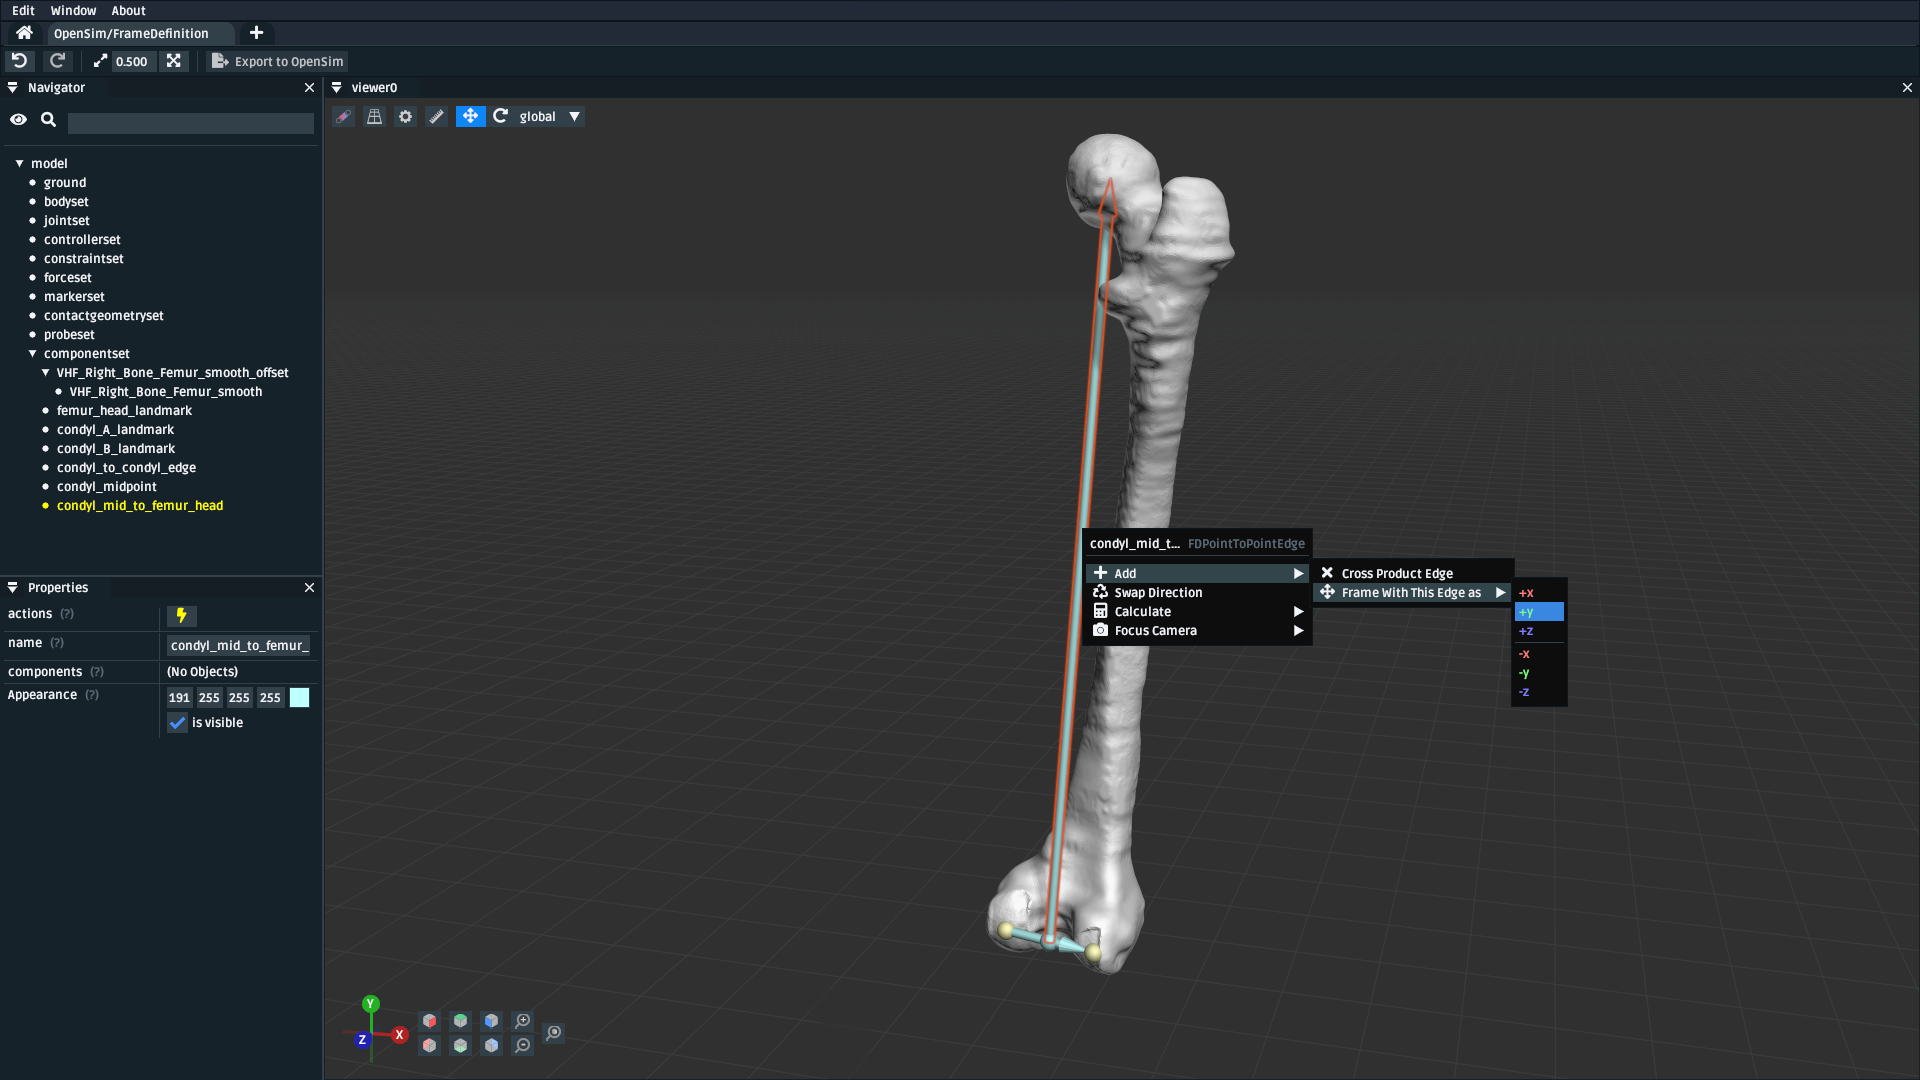 Edit Window About
OpenSim/FrameDefinition
0.500 Export to OpenSim
Navigator
viewer0
global
model
ground
bodyset
jointset
controllerset
constraintset
forceset
markerset
contactgeometryset
probeset
componentset
VHF_Right_Bone_Femur_smooth_offset
VHF_Right_Bone_Femur_smooth
femur_head_landmark
condyl_A_landmark
condyl_B_landmark
condyl_to_condyl_edge
condyl_midpoint
condyl_mid_to_femur_head
Properties
actions (?)
name (?) condyl_mid_to_femur_
components (?) (No Objects)
Appearance (?) 191 255 255 255
is visible
condyl_mid_t... FDPointToPointEdge
Add
Swap Direction
Calculate
Focus Camera
Cross Product Edge
Frame With This Edge as
+x
+y
+z
-x
-y
-z
Y
Z X